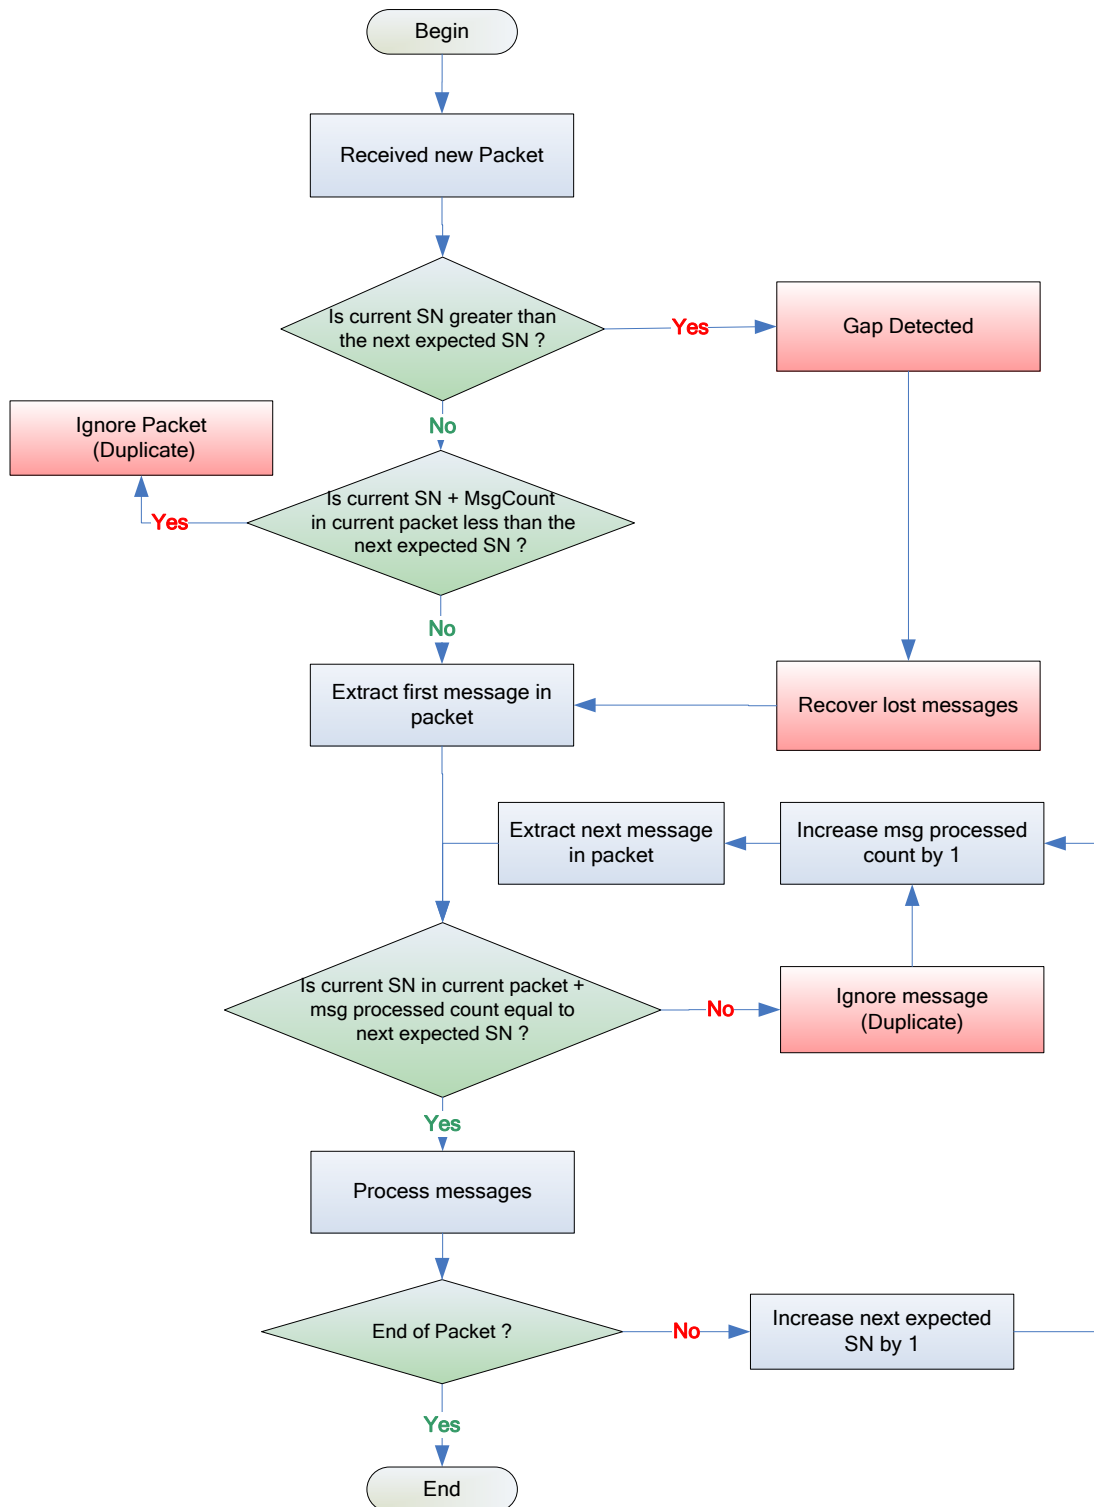 Begin
Received new Packet
Is current SN greater than
the next expected SN ?
Yes
Gap Detected
No
Ignore Packet
(Duplicate)
Is current SN + MsgCount
in current packet less than the
next expected SN ?
Yes
No
Extract first message in
packet
Recover lost messages
Extract next message
in packet
Increase msg processed
count by 1
Is current SN in current packet +
msg processed count equal to
next expected SN ?
No
Ignore message
(Duplicate)
Yes
Process messages
End of Packet ?
No
Increase next expected
SN by 1
Yes
End